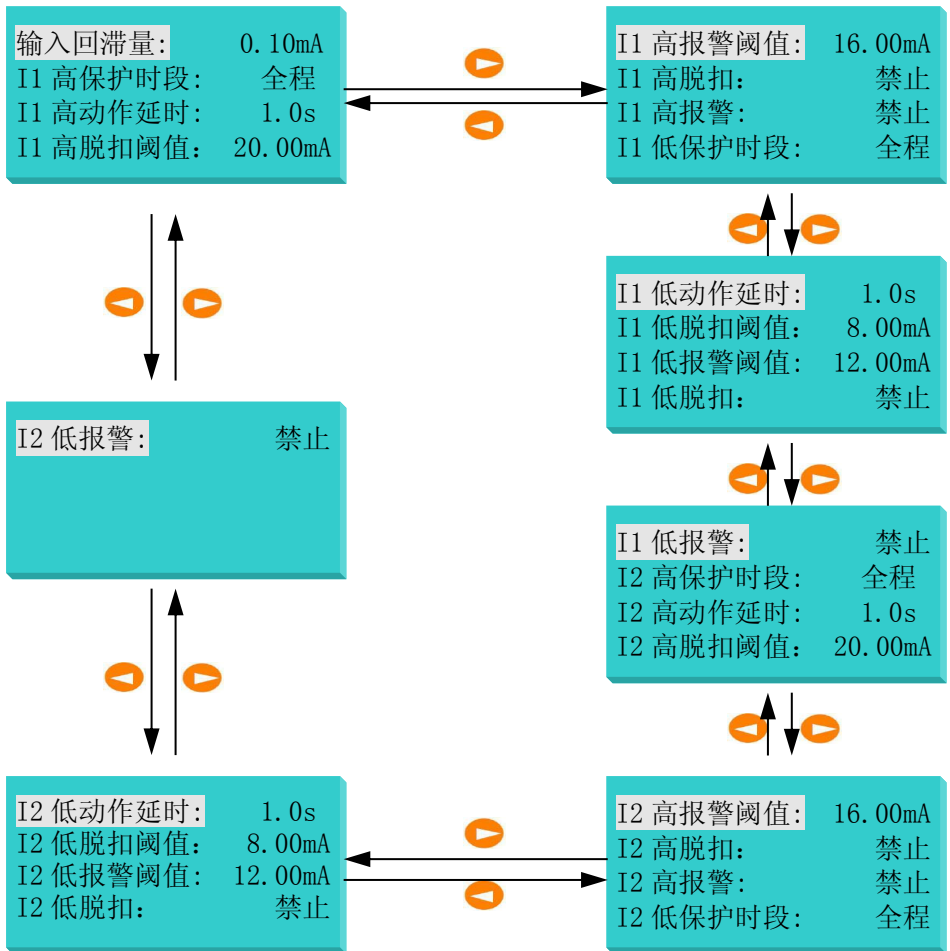 输入回滞量: 0.10mA
I1 高保护时段: 全程
I1 高动作延时: 1.0s
I1 高脱扣阈值: 20.00mA
I1 高报警阈值: 16.00mA
I1 高脱扣: 禁止
I1 高报警: 禁止
I1 低保护时段: 全程
I1 低动作延时: 1.0s
I1 低脱扣阈值: 8.00mA
I1 低报警阈值: 12.00mA
I1 低脱扣: 禁止
I2 低报警: 禁止
I1 低报警: 禁止
I2 高保护时段: 全程
I2 高动作延时: 1.0s
I2 高脱扣阈值: 20.00mA
I2 低动作延时: 1.0s
I2 低脱扣阈值: 8.00mA
I2 低报警阈值: 12.00mA
I2 低脱扣: 禁止
I2 高报警阈值: 16.00mA
I2 高脱扣: 禁止
I2 高报警: 禁止
I2 低保护时段: 全程